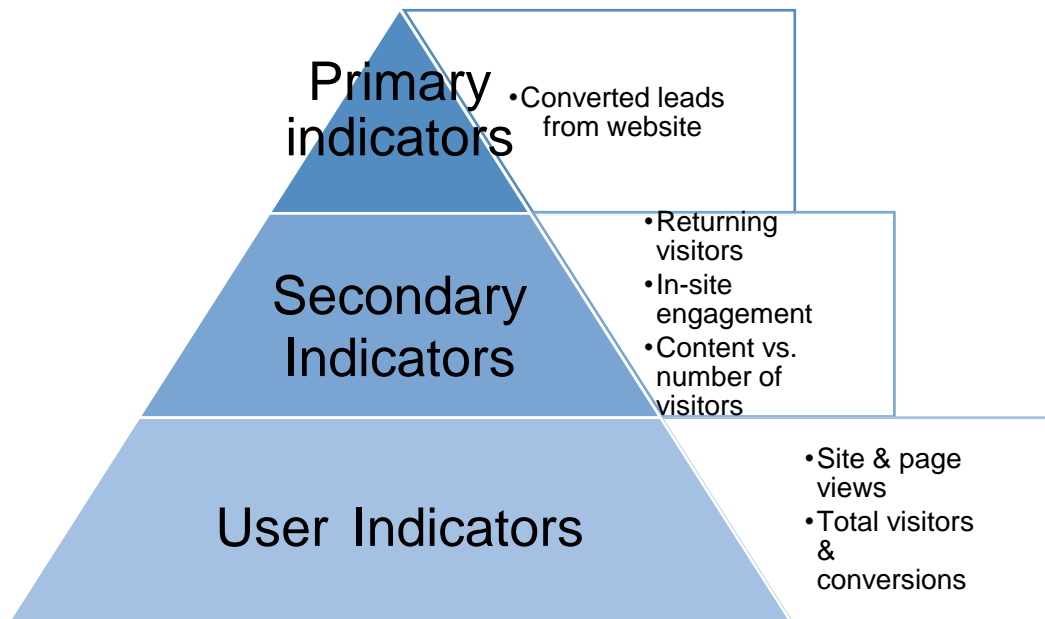 Primary
indicators
•Converted leads
from website
Secondary
Indicators
•Returning
visitors
•In-site
engagement
•Content vs.
number of
visitors
User Indicators
•Site & page
views
•Total visitors
&
conversions